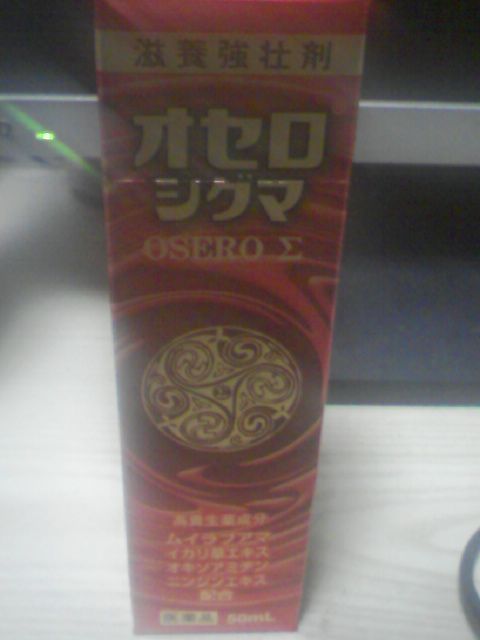 滋養強壮剤
オセロ
シグマ
OSERO Σ
高貴生薬成分
ムイラプアマ
イカリ草エキス
オキソアミヂン
ニンジンエキス
配合
医薬品 50mL